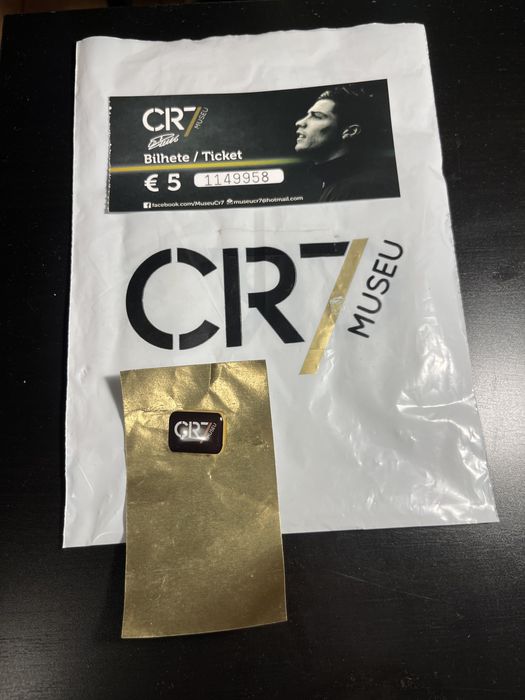 CR7 MUSEU
Bilhete / Ticket
€ 5 1149958
facebook.com/MuseuCr7 museucr7@hotmail.com
CR7 MUSEU
CR7 MUSEU